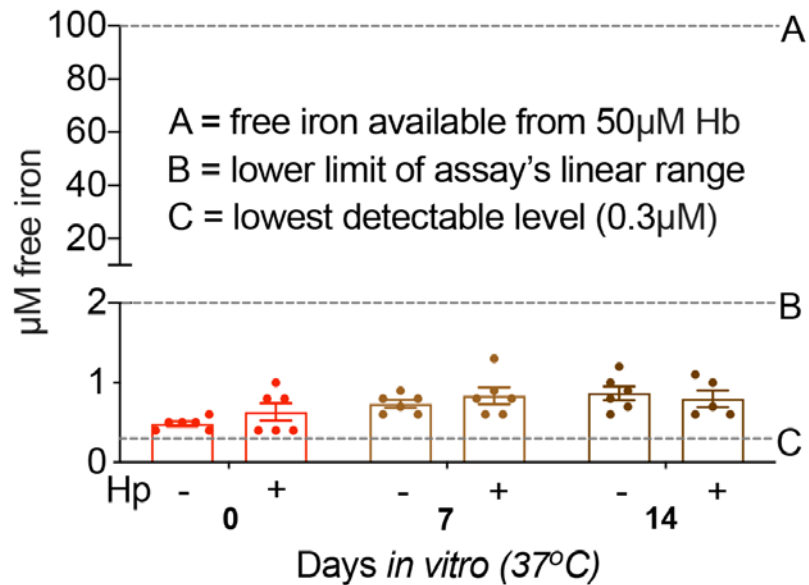 100
A
A = free iron available from 50μM Hb
80
60
B = lower limit of assay's linear range
40
C = lowest detectable level (0.3μM)
20
μM free iron
2
B
1
C
0
Hp - + - + - +
0 7 14
Days in vitro (37ºC)